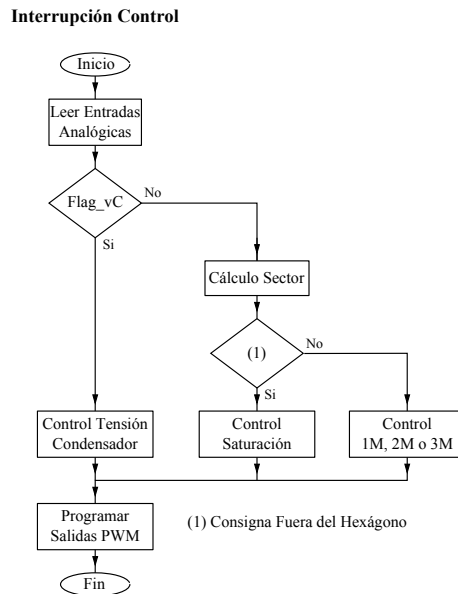 Interrupción Control
Inicio
Leer Entradas
Analógicas
Flag_vC
No
Si
Cálculo Sector
(1)
No
Si
Control Tensión
Condensador
Control
Saturación
Control
1M, 2M o 3M
Programar
Salidas PWM
(1) Consigna Fuera del Hexágono
Fin